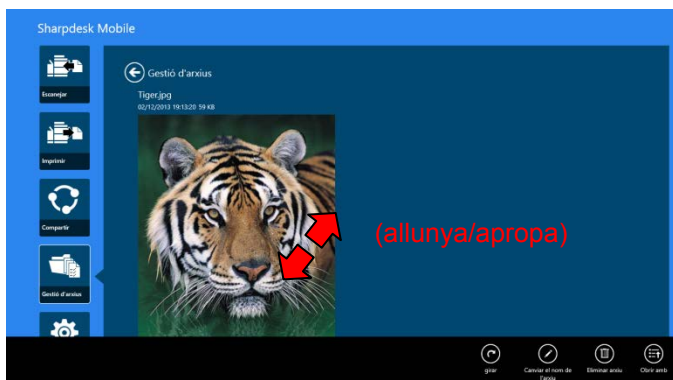 Sharpdesk Mobile
Escanejar
Imprimir
Compartir
Gestió d'arxius
Gestió d'arxius
Tiger.jpg
02/12/2013 19:13:20 59 KB
(allunya/apropa)
girar
Canviar el nom de
l'arxiu
Eliminar arxiu
Obrir amb